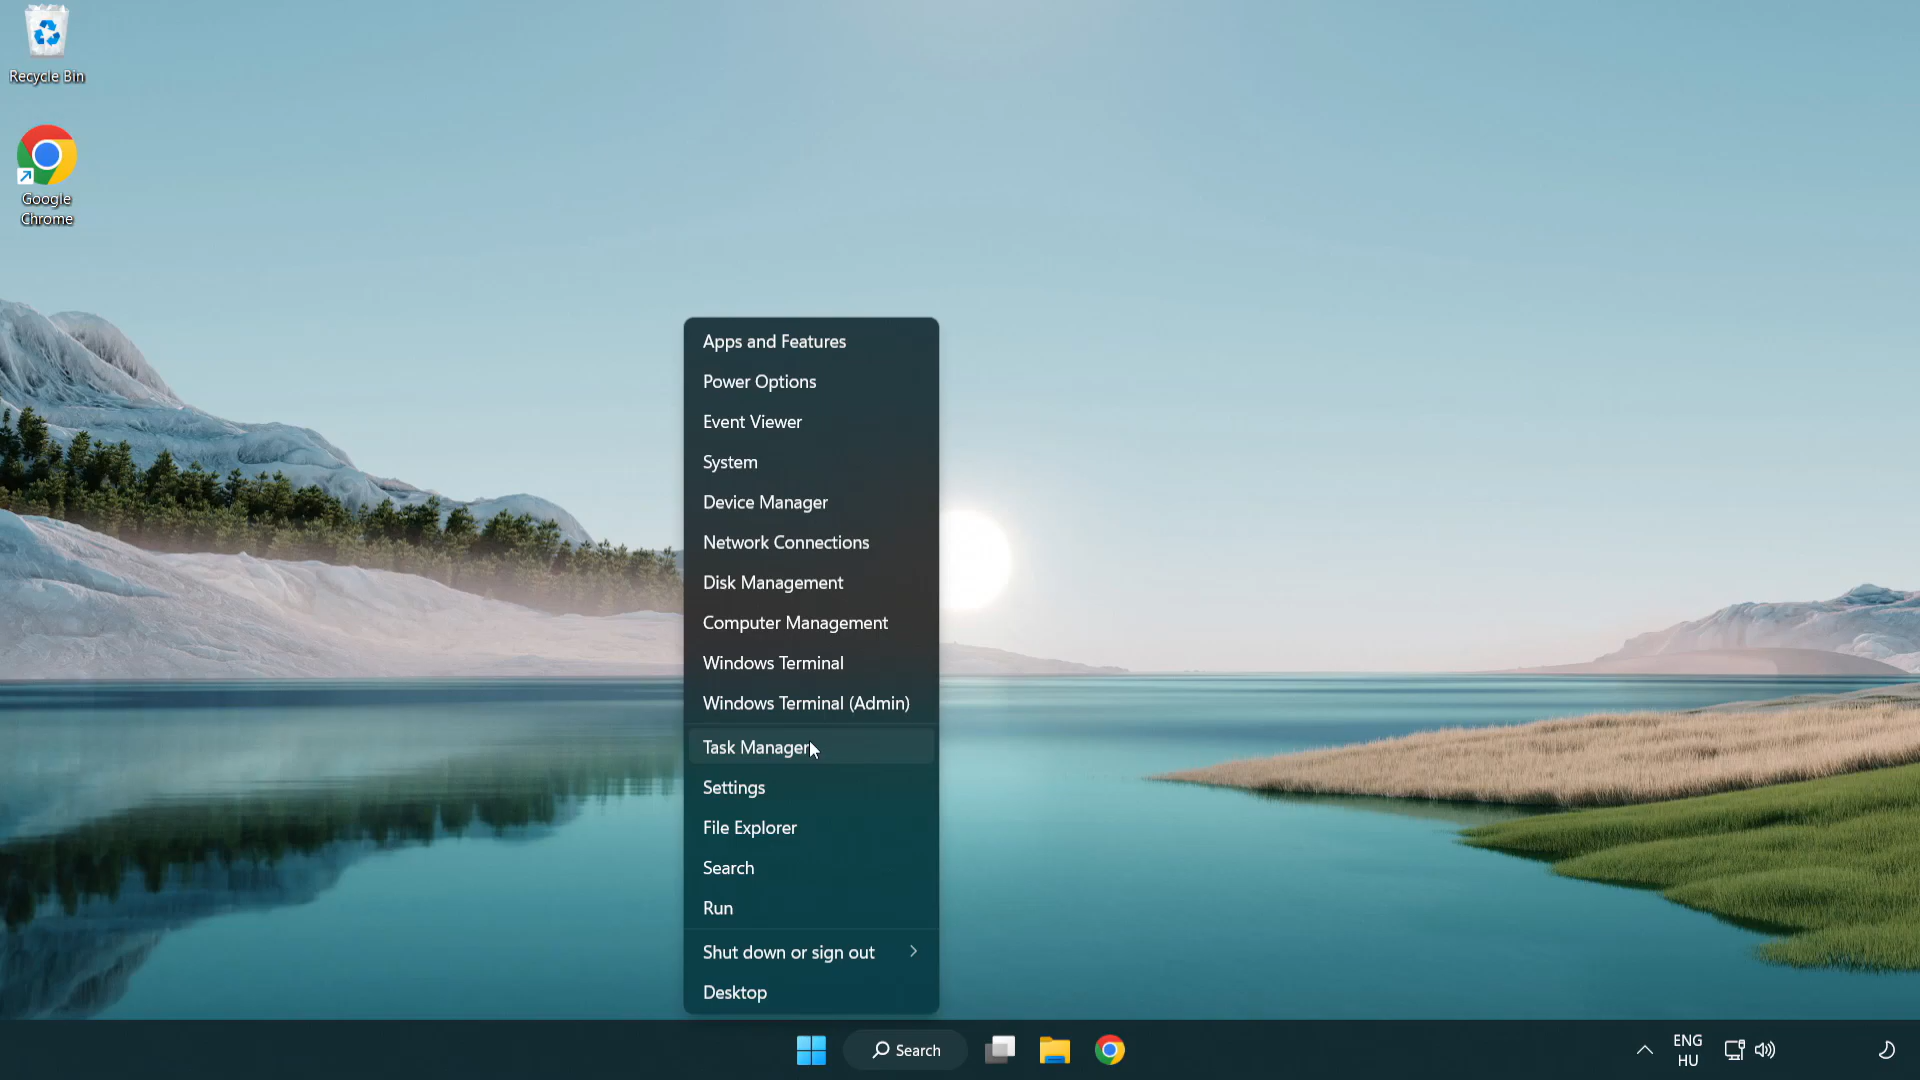 Recycle Bin
Google
Chrome
Apps and Features
Power Options
Event Viewer
System
Device Manager
Network Connections
Disk Management
Computer Management
Windows Terminal
Windows Terminal (Admin)
Task Manager
Settings
File Explorer
Search
Run
Shut down or sign out
Desktop
Search
ENG
HU